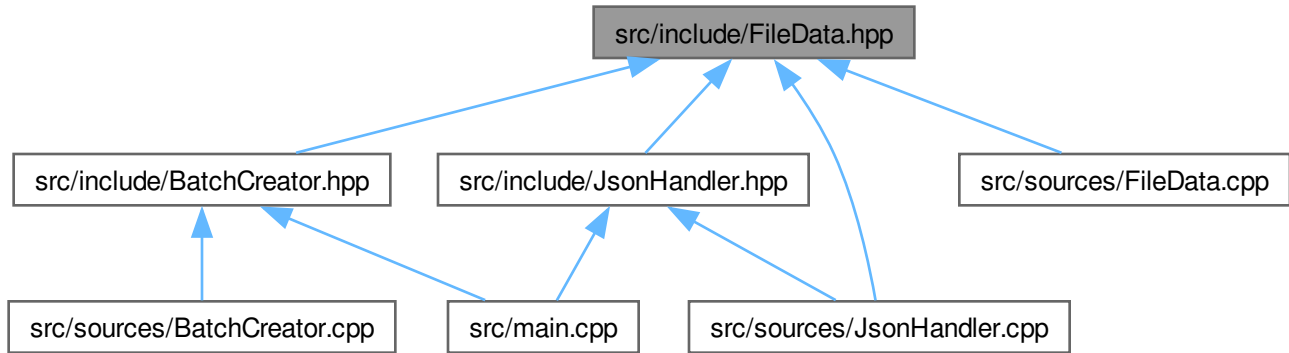 src/include/FileData.hpp
src/include/BatchCreator.hpp
src/include/JsonHandler.hpp
src/sources/FileData.cpp
src/sources/BatchCreator.cpp
src/main.cpp
src/sources/JsonHandler.cpp